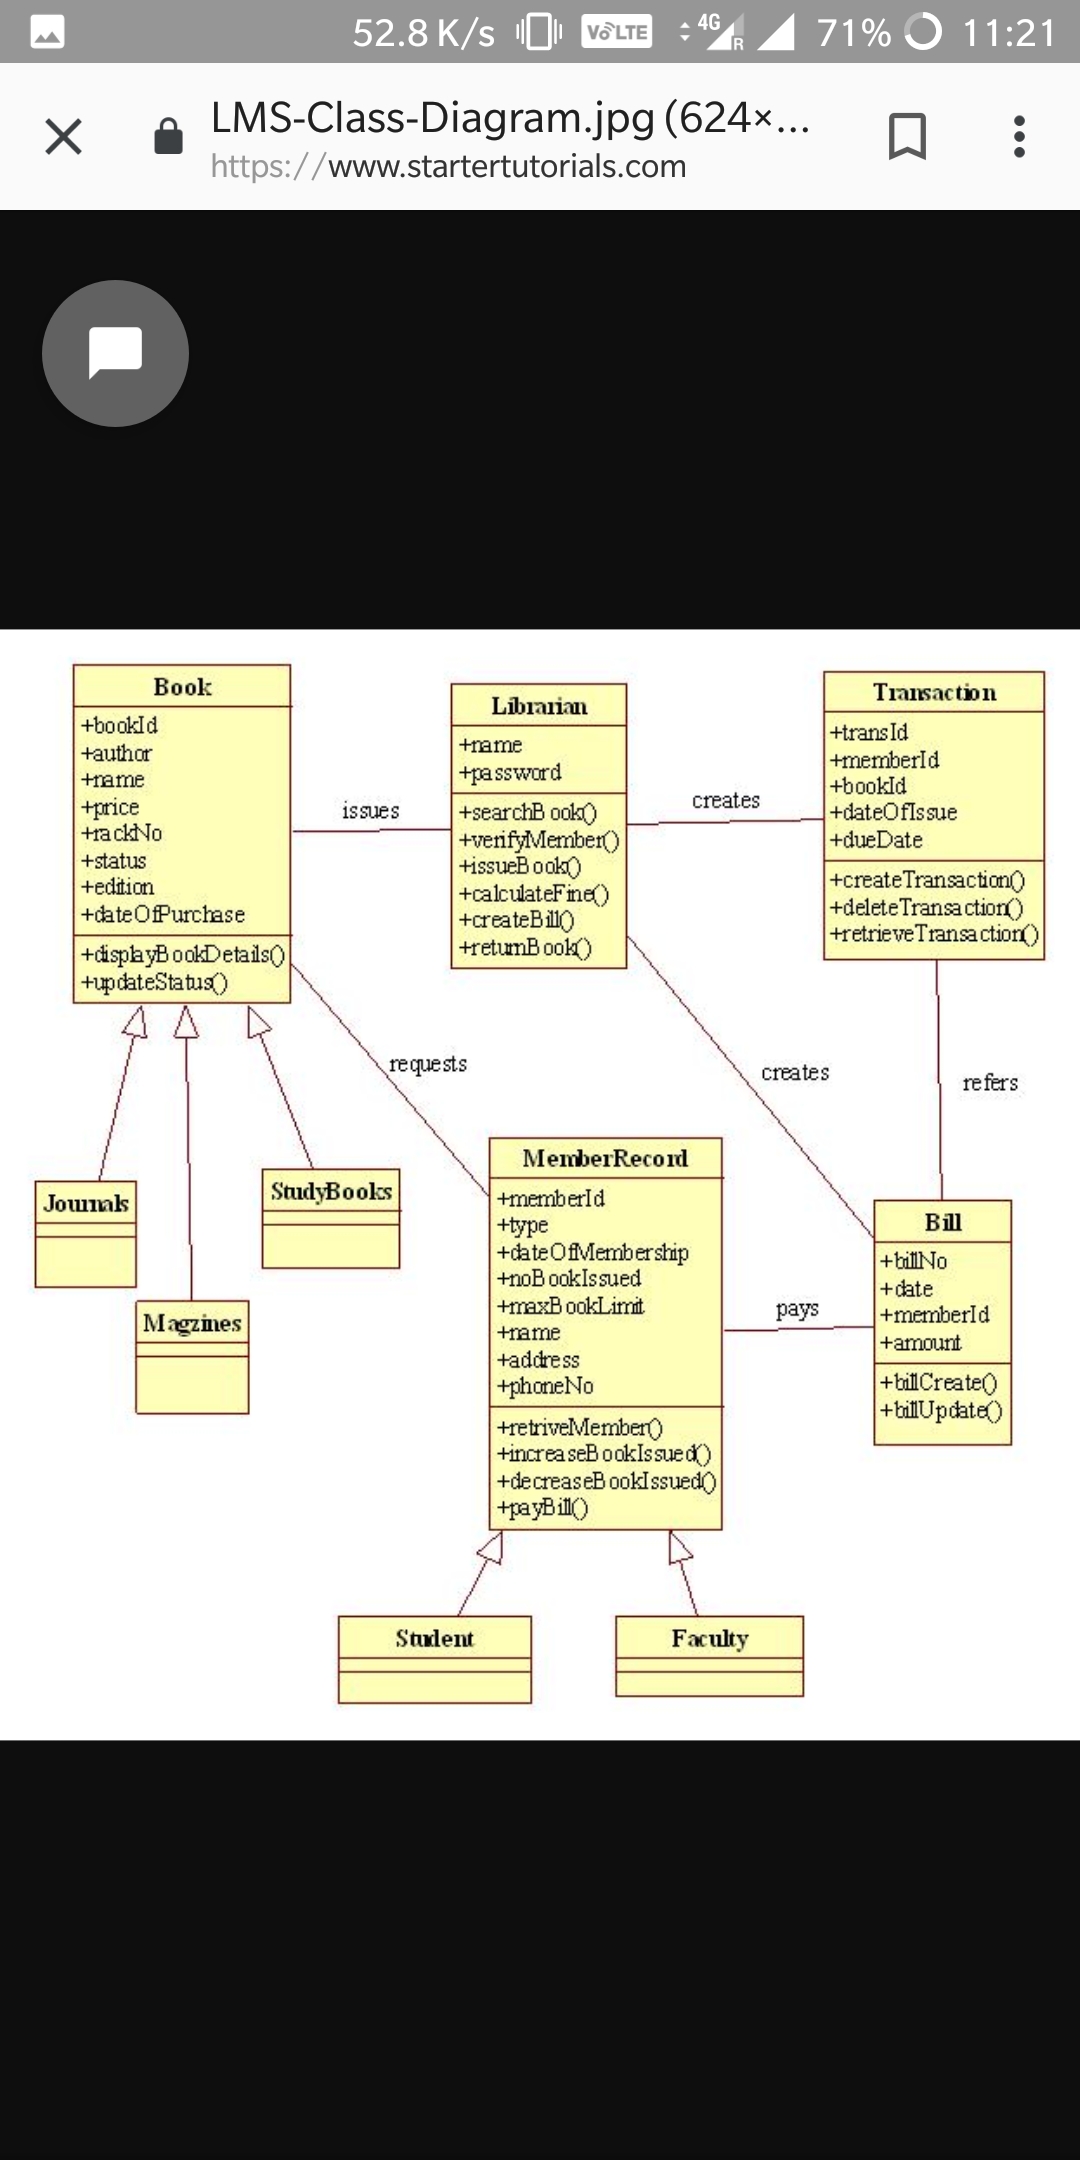 52.8 K/s VoLTE 4G R 71% 11:21
LMS-Class-Diagram.jpg (624×...
https://www.startertutorials.com
Book
+bookId
+author
+name
+price
+rackNo
+status
+edition
+dateOfPurchase
+displayBookDetails()
+updateStatus()
issues
Librarian
+name
+password
+searchBook()
+verifyMember()
+issueBook()
+calculateFine()
+createBill()
+returnBook()
creates
Transaction
+transId
+memberId
+bookId
+dateOfIssue
+dueDate
+createTransaction()
+deleteTransaction()
+retrieveTransaction()
requests
creates
refers
Journals
Magzines
StudyBooks
MemberRecord
+memberId
+type
+dateOfMembership
+noBookIssued
+maxBookLimit
+name
+address
+phoneNo
+retriveMember()
+increaseBookIssued()
+decreaseBookIssued()
+payBill()
pays
Bill
+billNo
+date
+memberId
+amount
+billCreate()
+billUpdate()
Student
Faculty